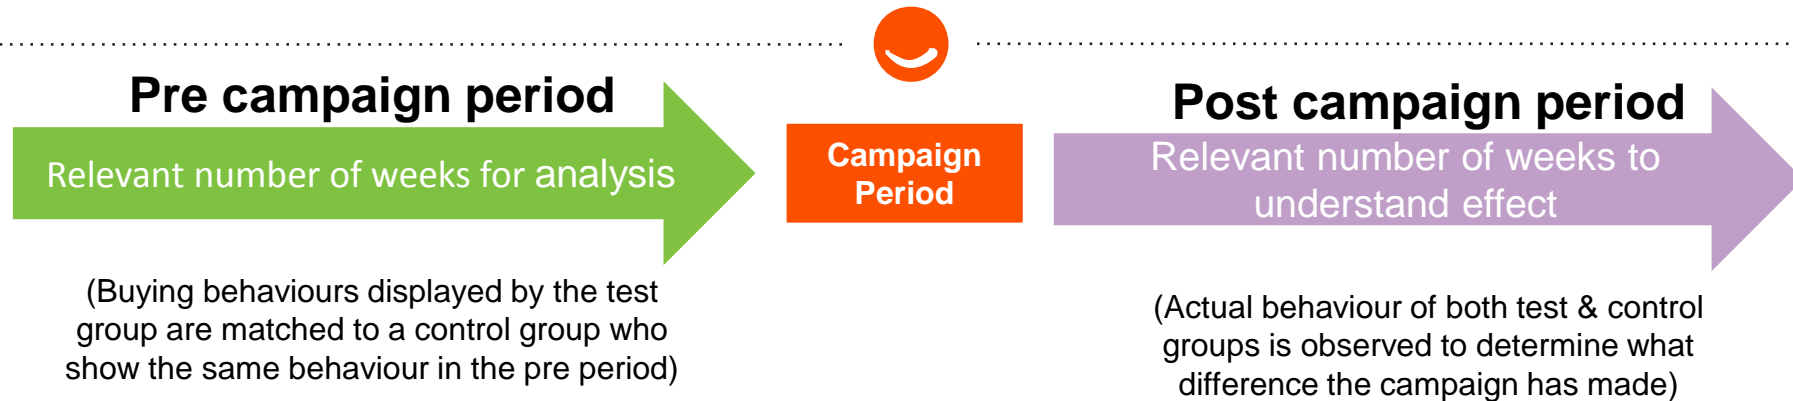 Pre campaign period
Relevant number of weeks for analysis
(Buying behaviours displayed by the test
group are matched to a control group who
show the same behaviour in the pre period)
Campaign
Period
Post campaign period
Relevant number of weeks to
understand effect
(Actual behaviour of both test & control
groups is observed to determine what
difference the campaign has made)